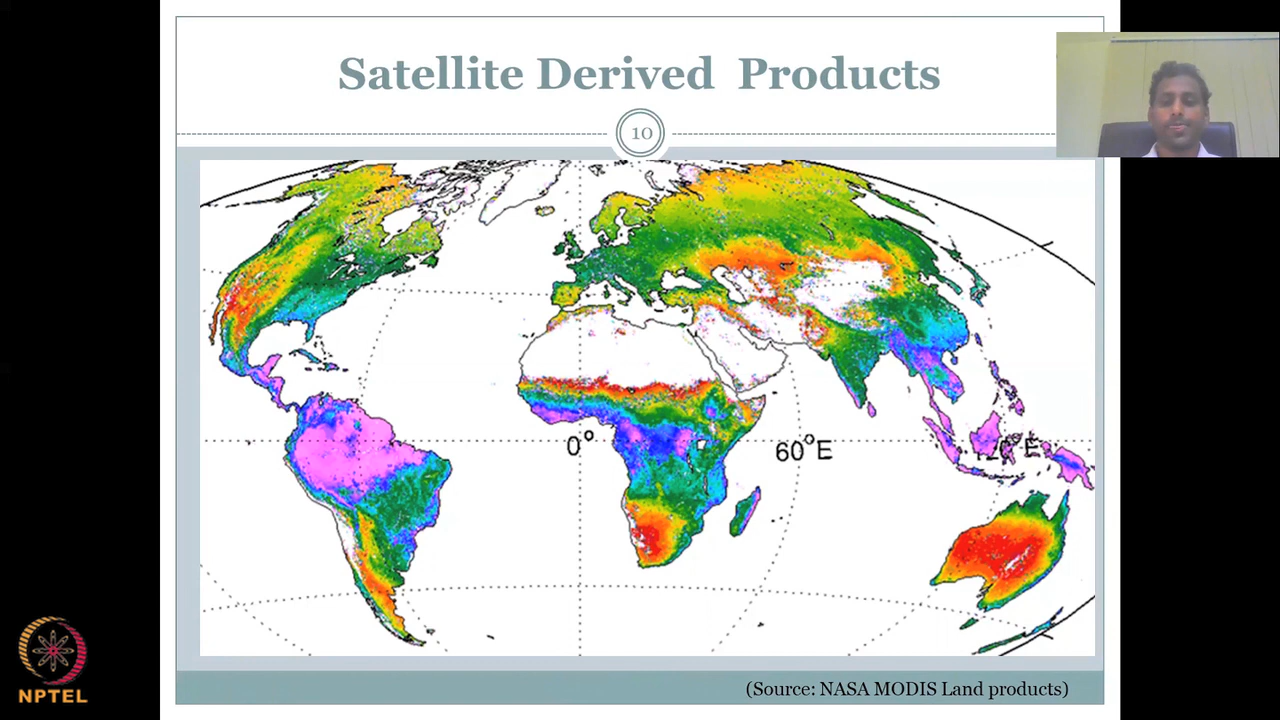 Satellite Derived Products
10
0°
60°E
(Source: NASA MODIS Land products)
NPTEL